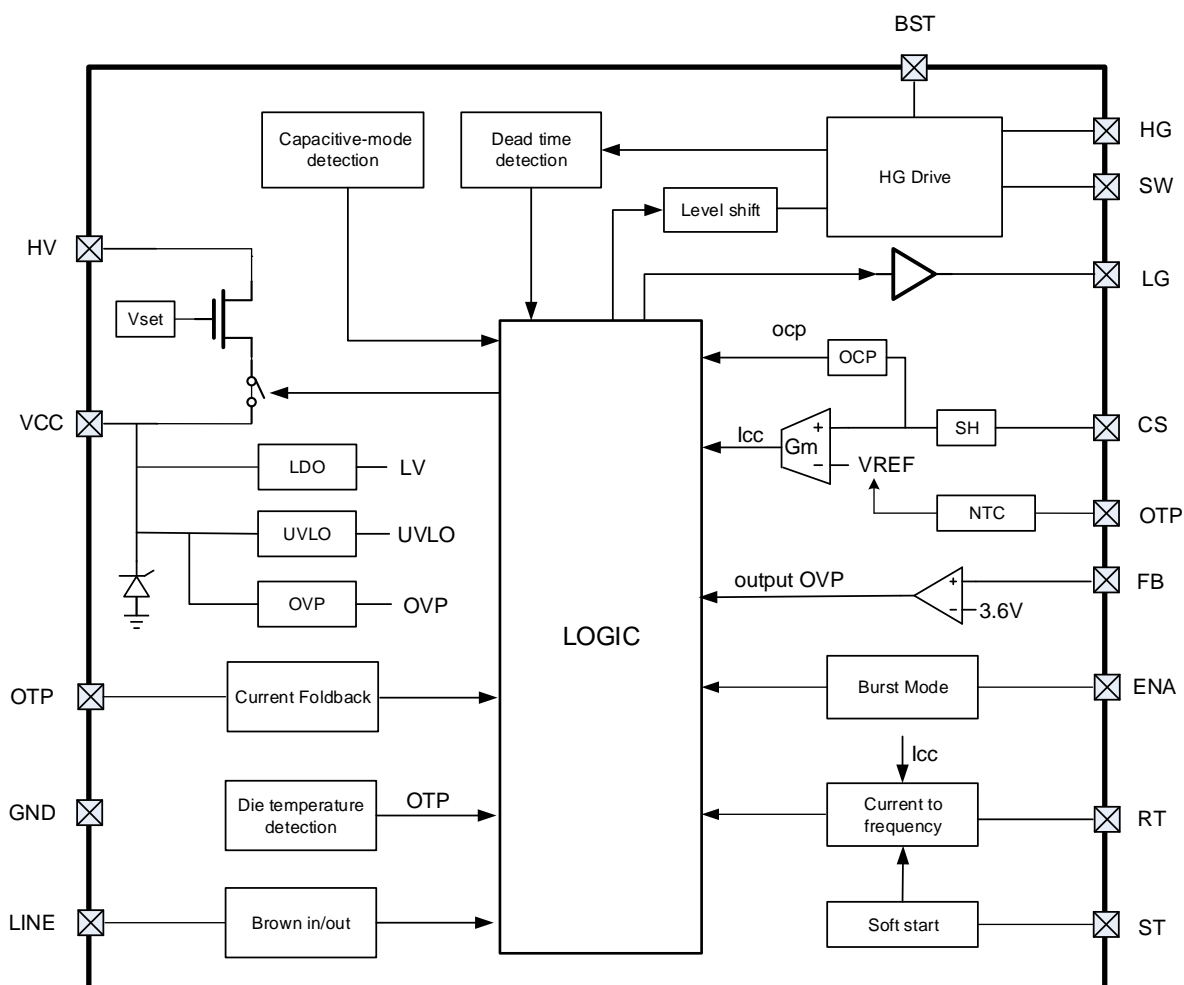 BST
HG
SW
LG
CS
OTP
FB
ENA
RT
ST
HV
VCC
OTP
GND
LINE
Capacitive-mode
detection
Dead time
detection
HG Drive
Level shift
Vset
ocp
OCP
Icc
+
Gm
−
VREF
SH
NTC
LDO
LV
UVLO
UVLO
OVP
OVP
output OVP
+
−
3.6V
LOGIC
Current Foldback
Burst Mode
Icc
Die temperature
detection
OTP
Current to
frequency
Brown in/out
Soft start